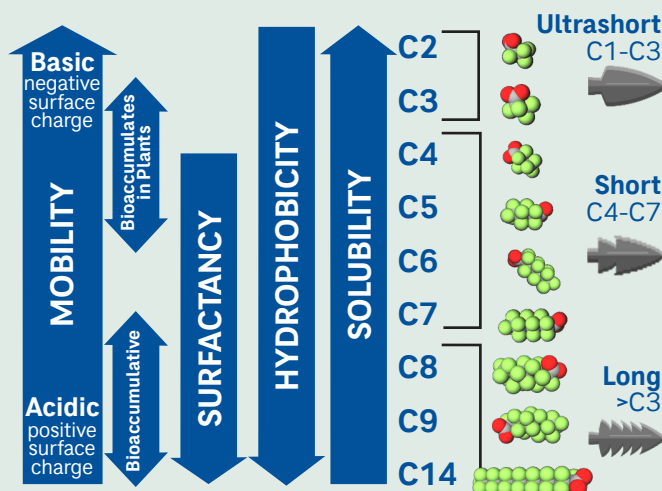 Basic
negative
surface
charge
MOBILITY
Acidic
positive
surface
charge
Bioaccumulates
in Plants
Bioaccumulative
SURFACTANCY
HYDROPHOBICITY
SOLUBILITY
C2
C3
C4
C5
C6
C7
C8
C9
C14
Ultrashort
C1-C3
Short
C4-C7
Long
>C3